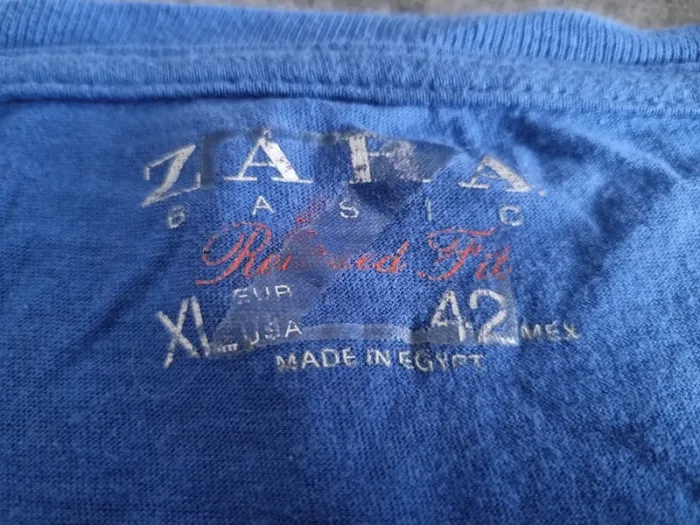 ZARA
BASIC
Relaxed Fit
XL EUR USA 42 MEX
MADE IN EGYPT